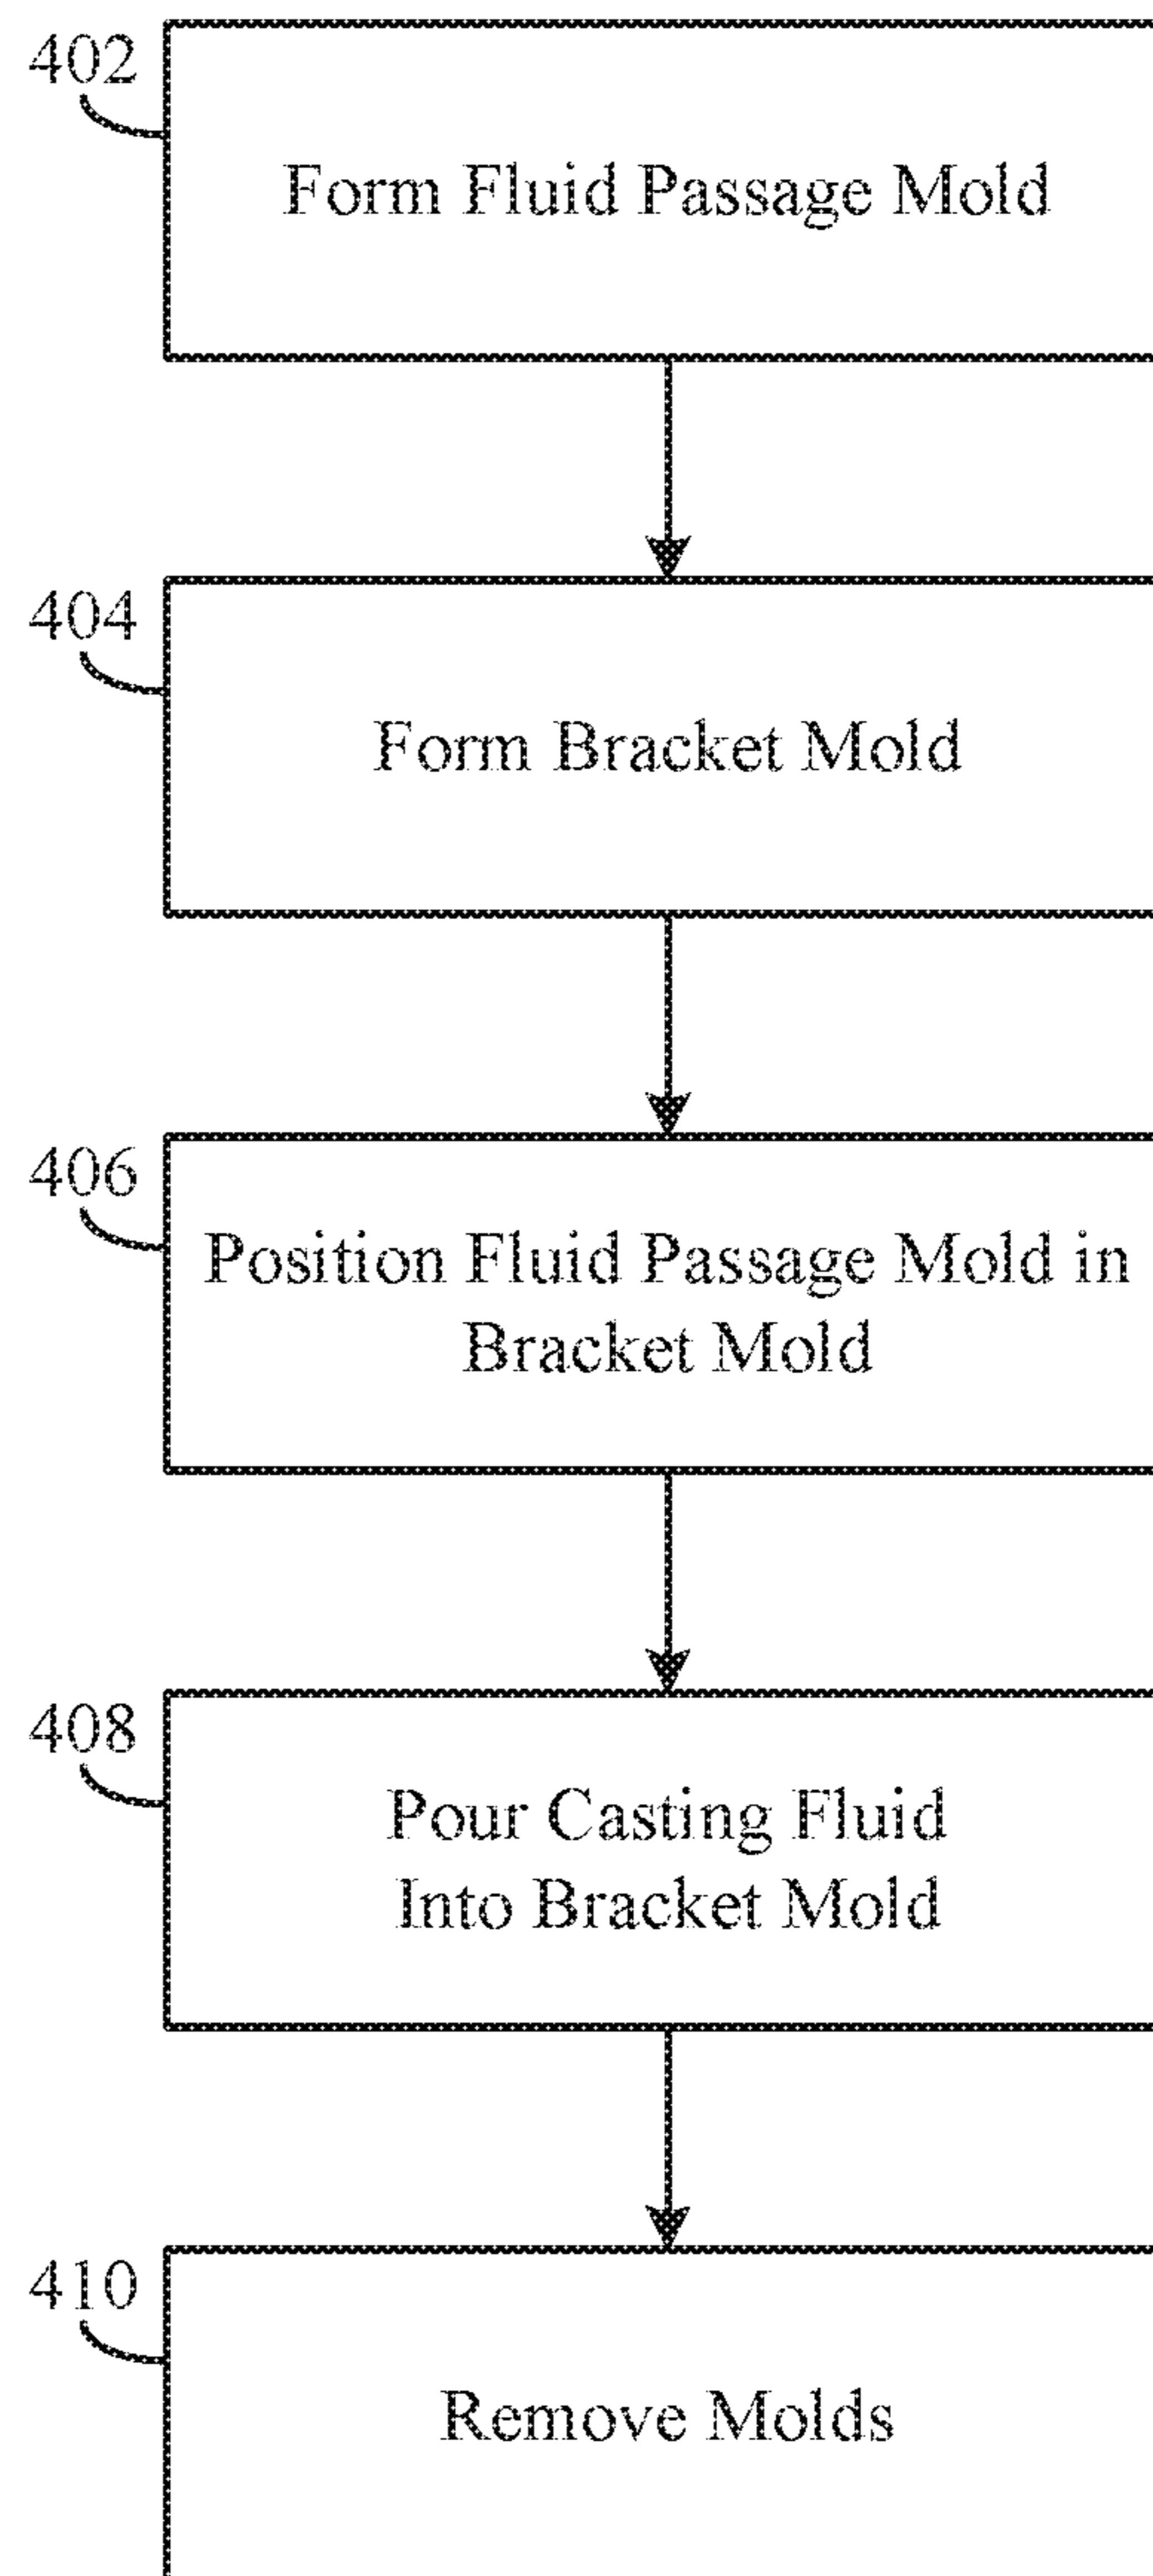 402
Form Fluid Passage Mold
404
Form Bracket Mold
406
Position Fluid Passage Mold in
Bracket Mold
408
Pour Casting Fluid
Into Bracket Mold
410
Remove Molds